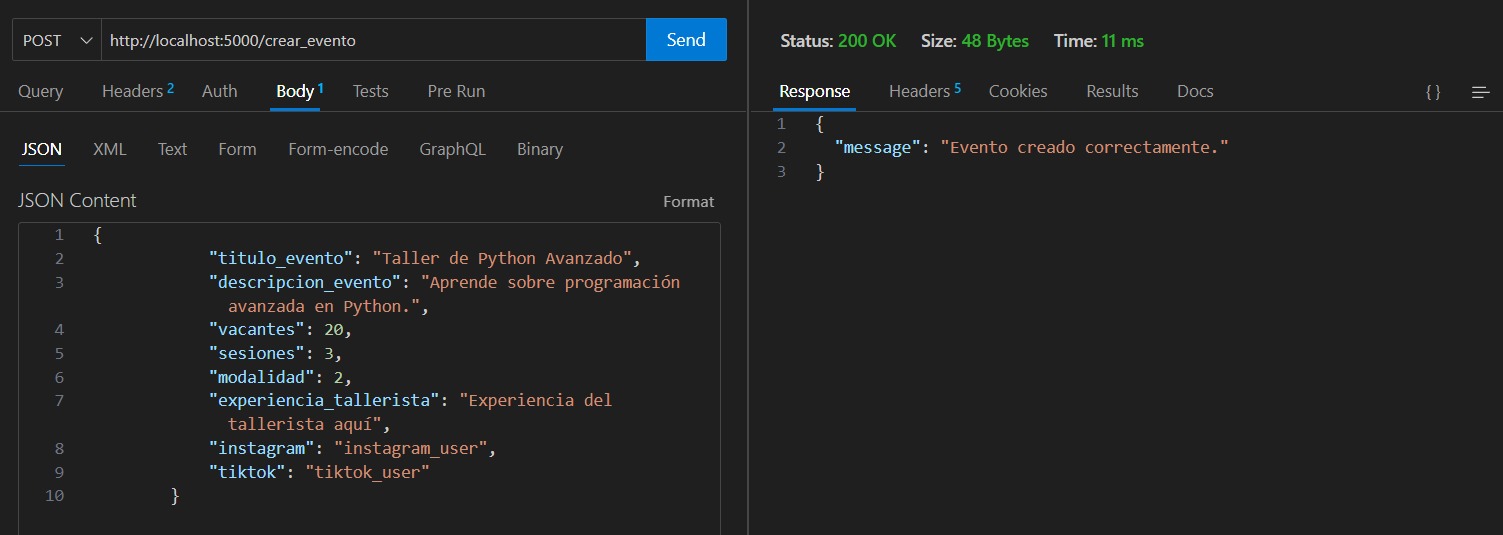 POST http://localhost:5000/crear_evento Send
Query Headers 2 Auth Body 1 Tests Pre Run
JSON XML Text Form Form-encode GraphQL Binary
JSON Content Format
1 {
2 "titulo_evento": "Taller de Python Avanzado",
3 "descripcion_evento": "Aprende sobre programación
avanzada en Python.",
4 "vacantes": 20,
5 "sesiones": 3,
6 "modalidad": 2,
7 "experiencia_tallerista": "Experiencia del
tallerista aquí",
8 "instagram": "instagram_user",
9 "tiktok": "tiktok_user"
10 }
Status: 200 OK Size: 48 Bytes Time: 11 ms
Response Headers 5 Cookies Results Docs { }
1 {
2 "message": "Evento creado correctamente."
3 }